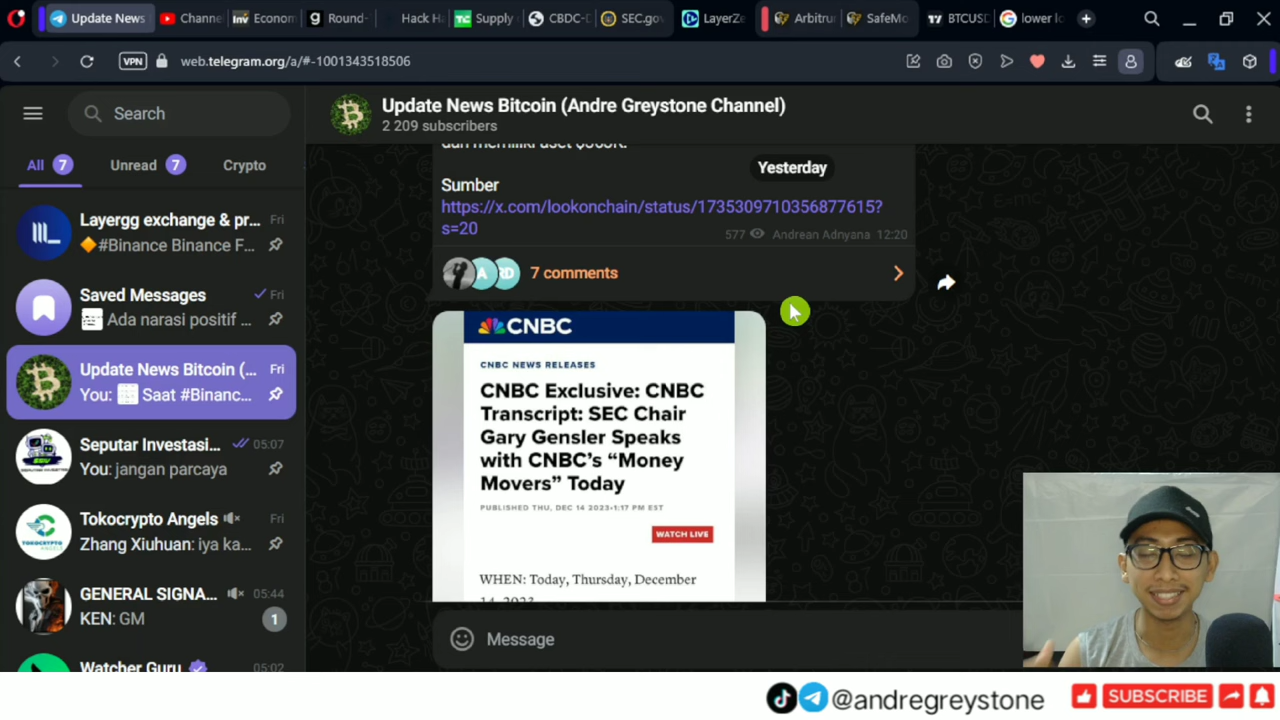 Update News
Channe
Econom
Round-
Hack Ha
Supply
CBDC-D
SEC.gov
LayerZe
Arbitru
SafeMo
BTCUSD
lower lo
VPN
web.telegram.org/a/#-1001343518506
Search
Update News Bitcoin (Andre Greystone Channel)
2 209 subscribers
All 7
Unread 7
Crypto
Yesterday
Sumber
https://x.com/lookonchain/status/1735309710356877615?
s=20
577
Andrean Adnyana 12:20
7 comments
Layergg exchange & pr...
Fri
#Binance Binance F...
Saved Messages
Fri
Ada narasi positif ...
Update News Bitcoin (...
Fri
You: Saat #Binanc...
Seputar Investasi...
05:07
You: jangan parcaya
Tokocrypto Angels
Fri
Zhang Xiuhuan: iya ka...
GENERAL SIGNA...
05:44
KEN: GM
1
Watcher Guru
05:02
CNBC
CNBC NEWS RELEASES
CNBC Exclusive: CNBC
Transcript: SEC Chair
Gary Gensler Speaks
with CNBC's “Money
Movers” Today
PUBLISHED THU, DEC 14 2023•1:17 PM EST
WATCH LIVE
WHEN: Today, Thursday, December
Message
@andregreystone
SUBSCRIBE